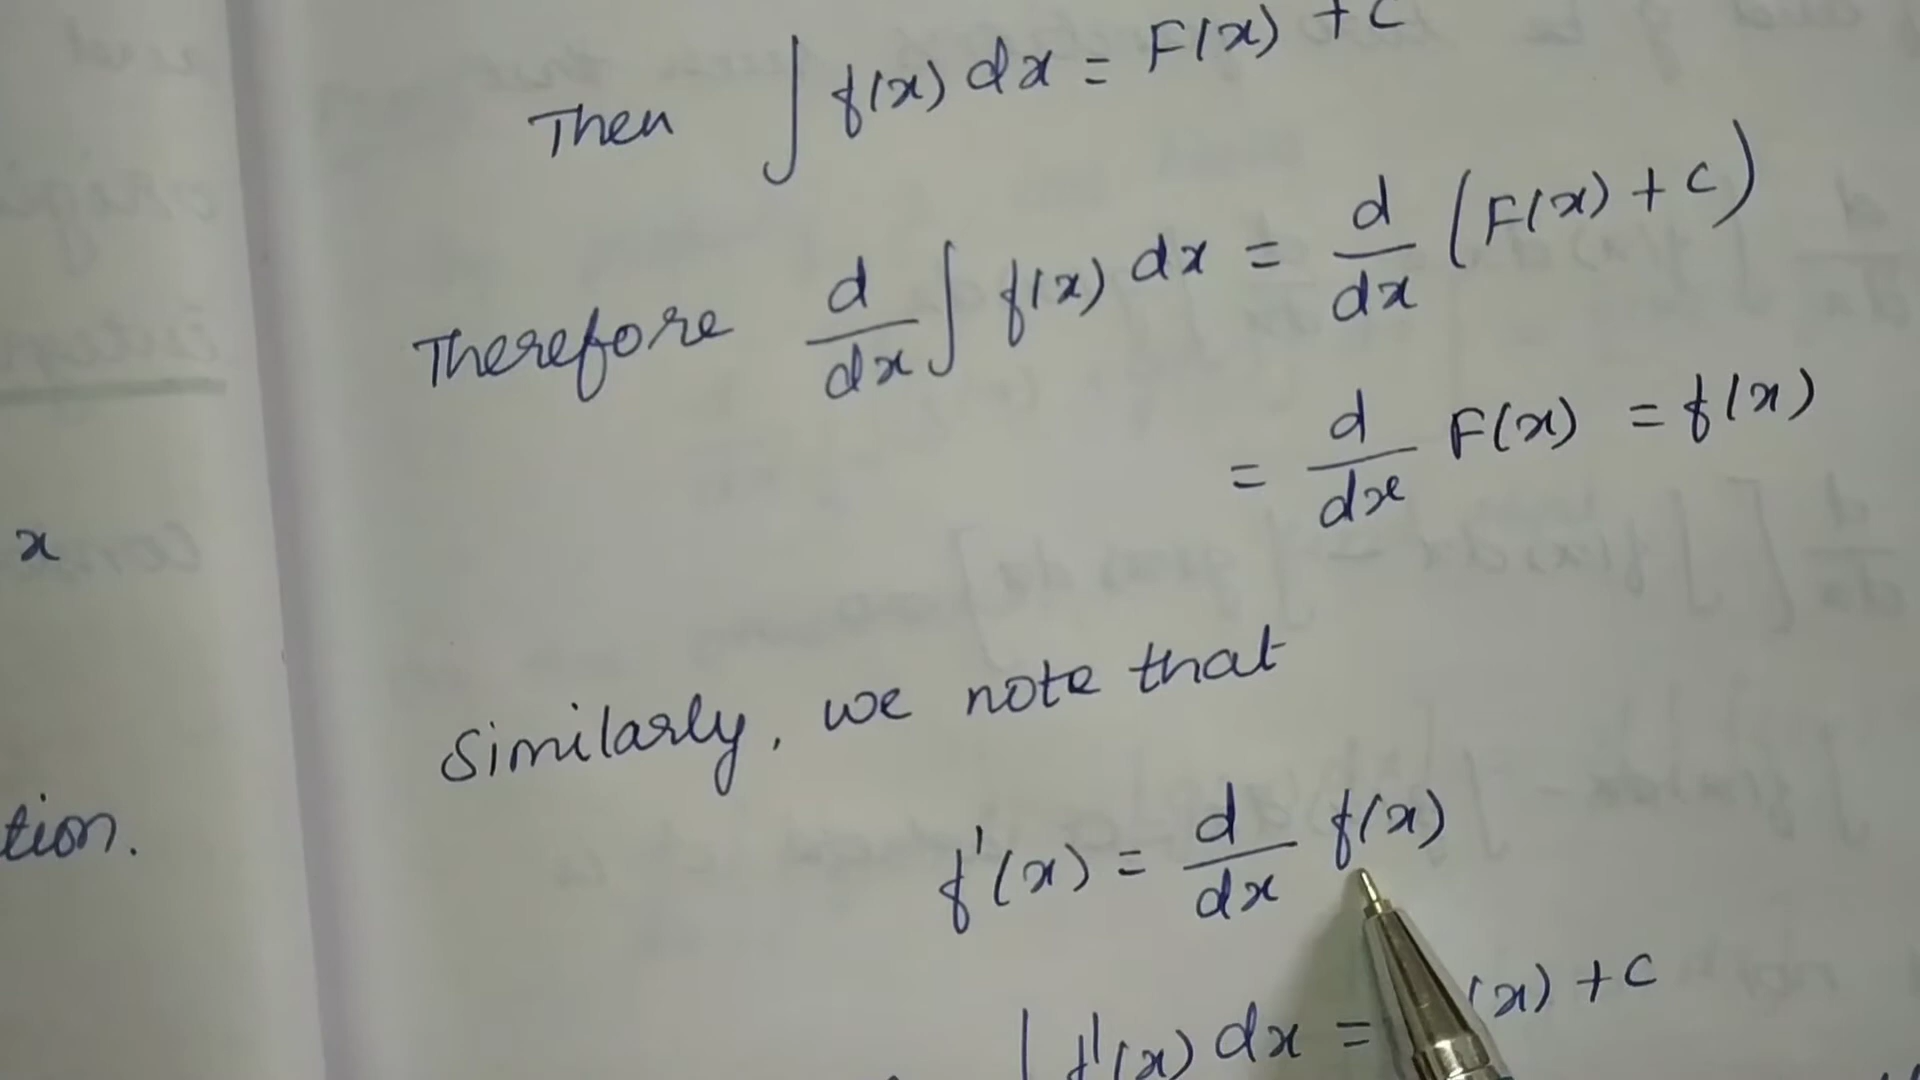 Then ∫ f(x) dx = F(x) + C
Therefore d/dx ∫ f(x) dx = d/dx (F(x) + C)
= d/dx F(x) = f(x)
x
Similarly, we note that
tion.
f'(x) = d/dx f(x)
∫ f'(x) dx = (x) + C